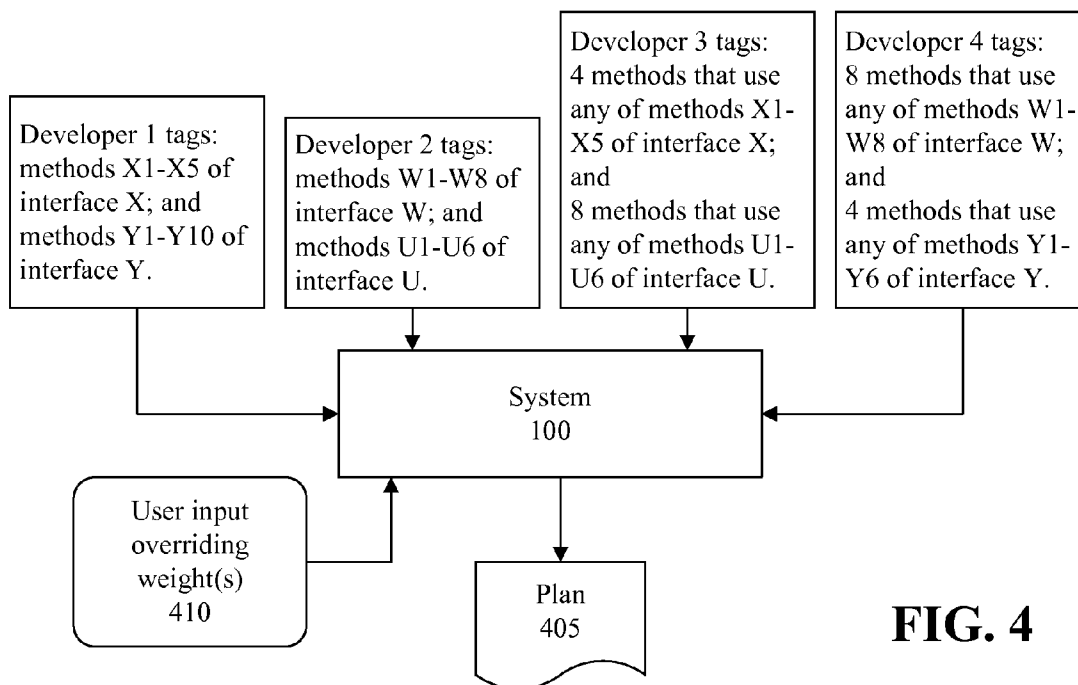 Developer 1 tags:
methods X1-X5 of
interface X; and
methods Y1-Y10 of
interface Y.
Developer 2 tags:
methods W1-W8 of
interface W; and
methods U1-U6 of
interface U.
Developer 3 tags:
4 methods that use
any of methods X1-
X5 of interface X;
and
8 methods that use
any of methods U1-
U6 of interface U.
Developer 4 tags:
8 methods that use
any of methods W1-
W8 of interface W;
and
4 methods that use
any of methods Y1-
Y6 of interface Y.
System
100
User input
overriding
weight(s)
410
Plan
405
FIG. 4